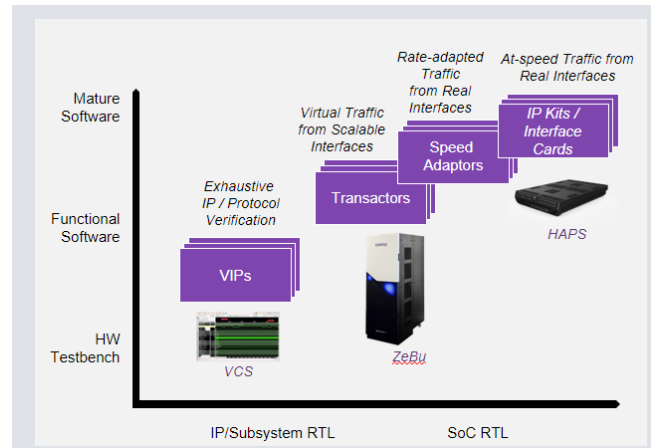 Rate-adapted
Traffic
from Real
Interfaces
At-speed Traffic from
Real Interfaces
Mature
Software
IP Kits /
Interface
Cards
Virtual Traffic
from Scalable
Interfaces
Speed
Adaptors
Exhaustive
IP / Protocol
Verification
Transactors
Functional
Software
HAPS
VIPs
HW
Testbench
VCS
ZeBu
IP/Subsystem RTL
SoC RTL